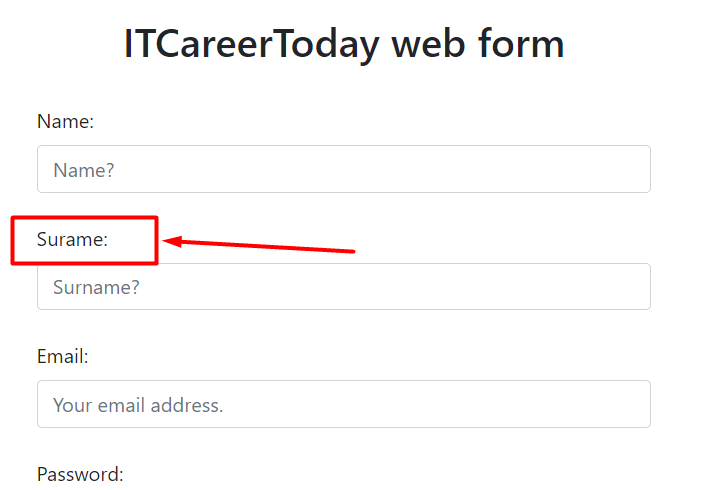 ITCareerToday web form
Name:
Name?
Surame:
Surname?
Email:
Your email address.
Password: